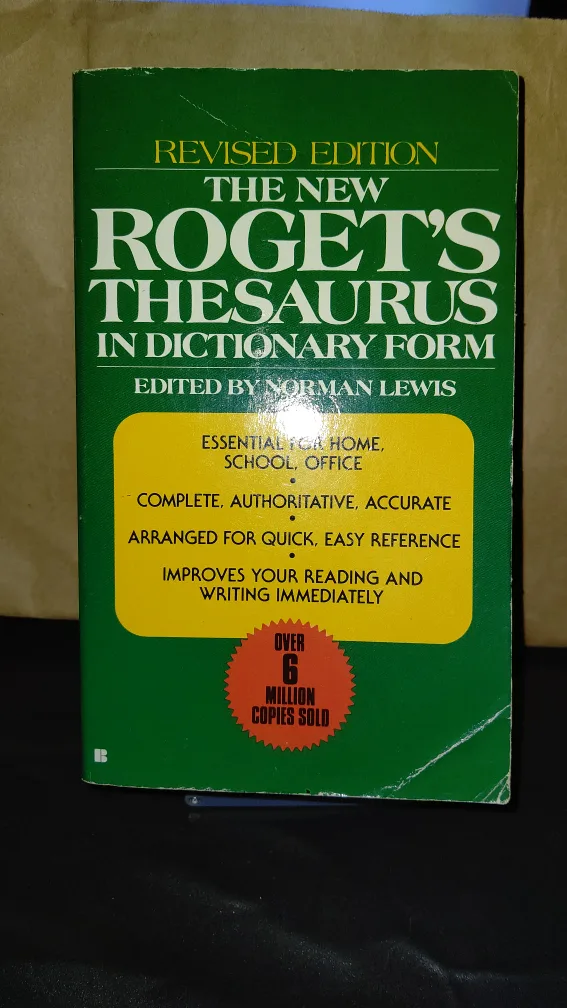 REVISED EDITION
THE NEW
ROGET'S
THESAURUS
IN DICTIONARY FORM
EDITED BY NORMAN LEWIS
ESSENTIAL FOR HOME,
SCHOOL, OFFICE
•
COMPLETE, AUTHORITATIVE, ACCURATE
•
ARRANGED FOR QUICK, EASY REFERENCE
•
IMPROVES YOUR READING AND
WRITING IMMEDIATELY
OVER
6
MILLION
COPIES SOLD
B